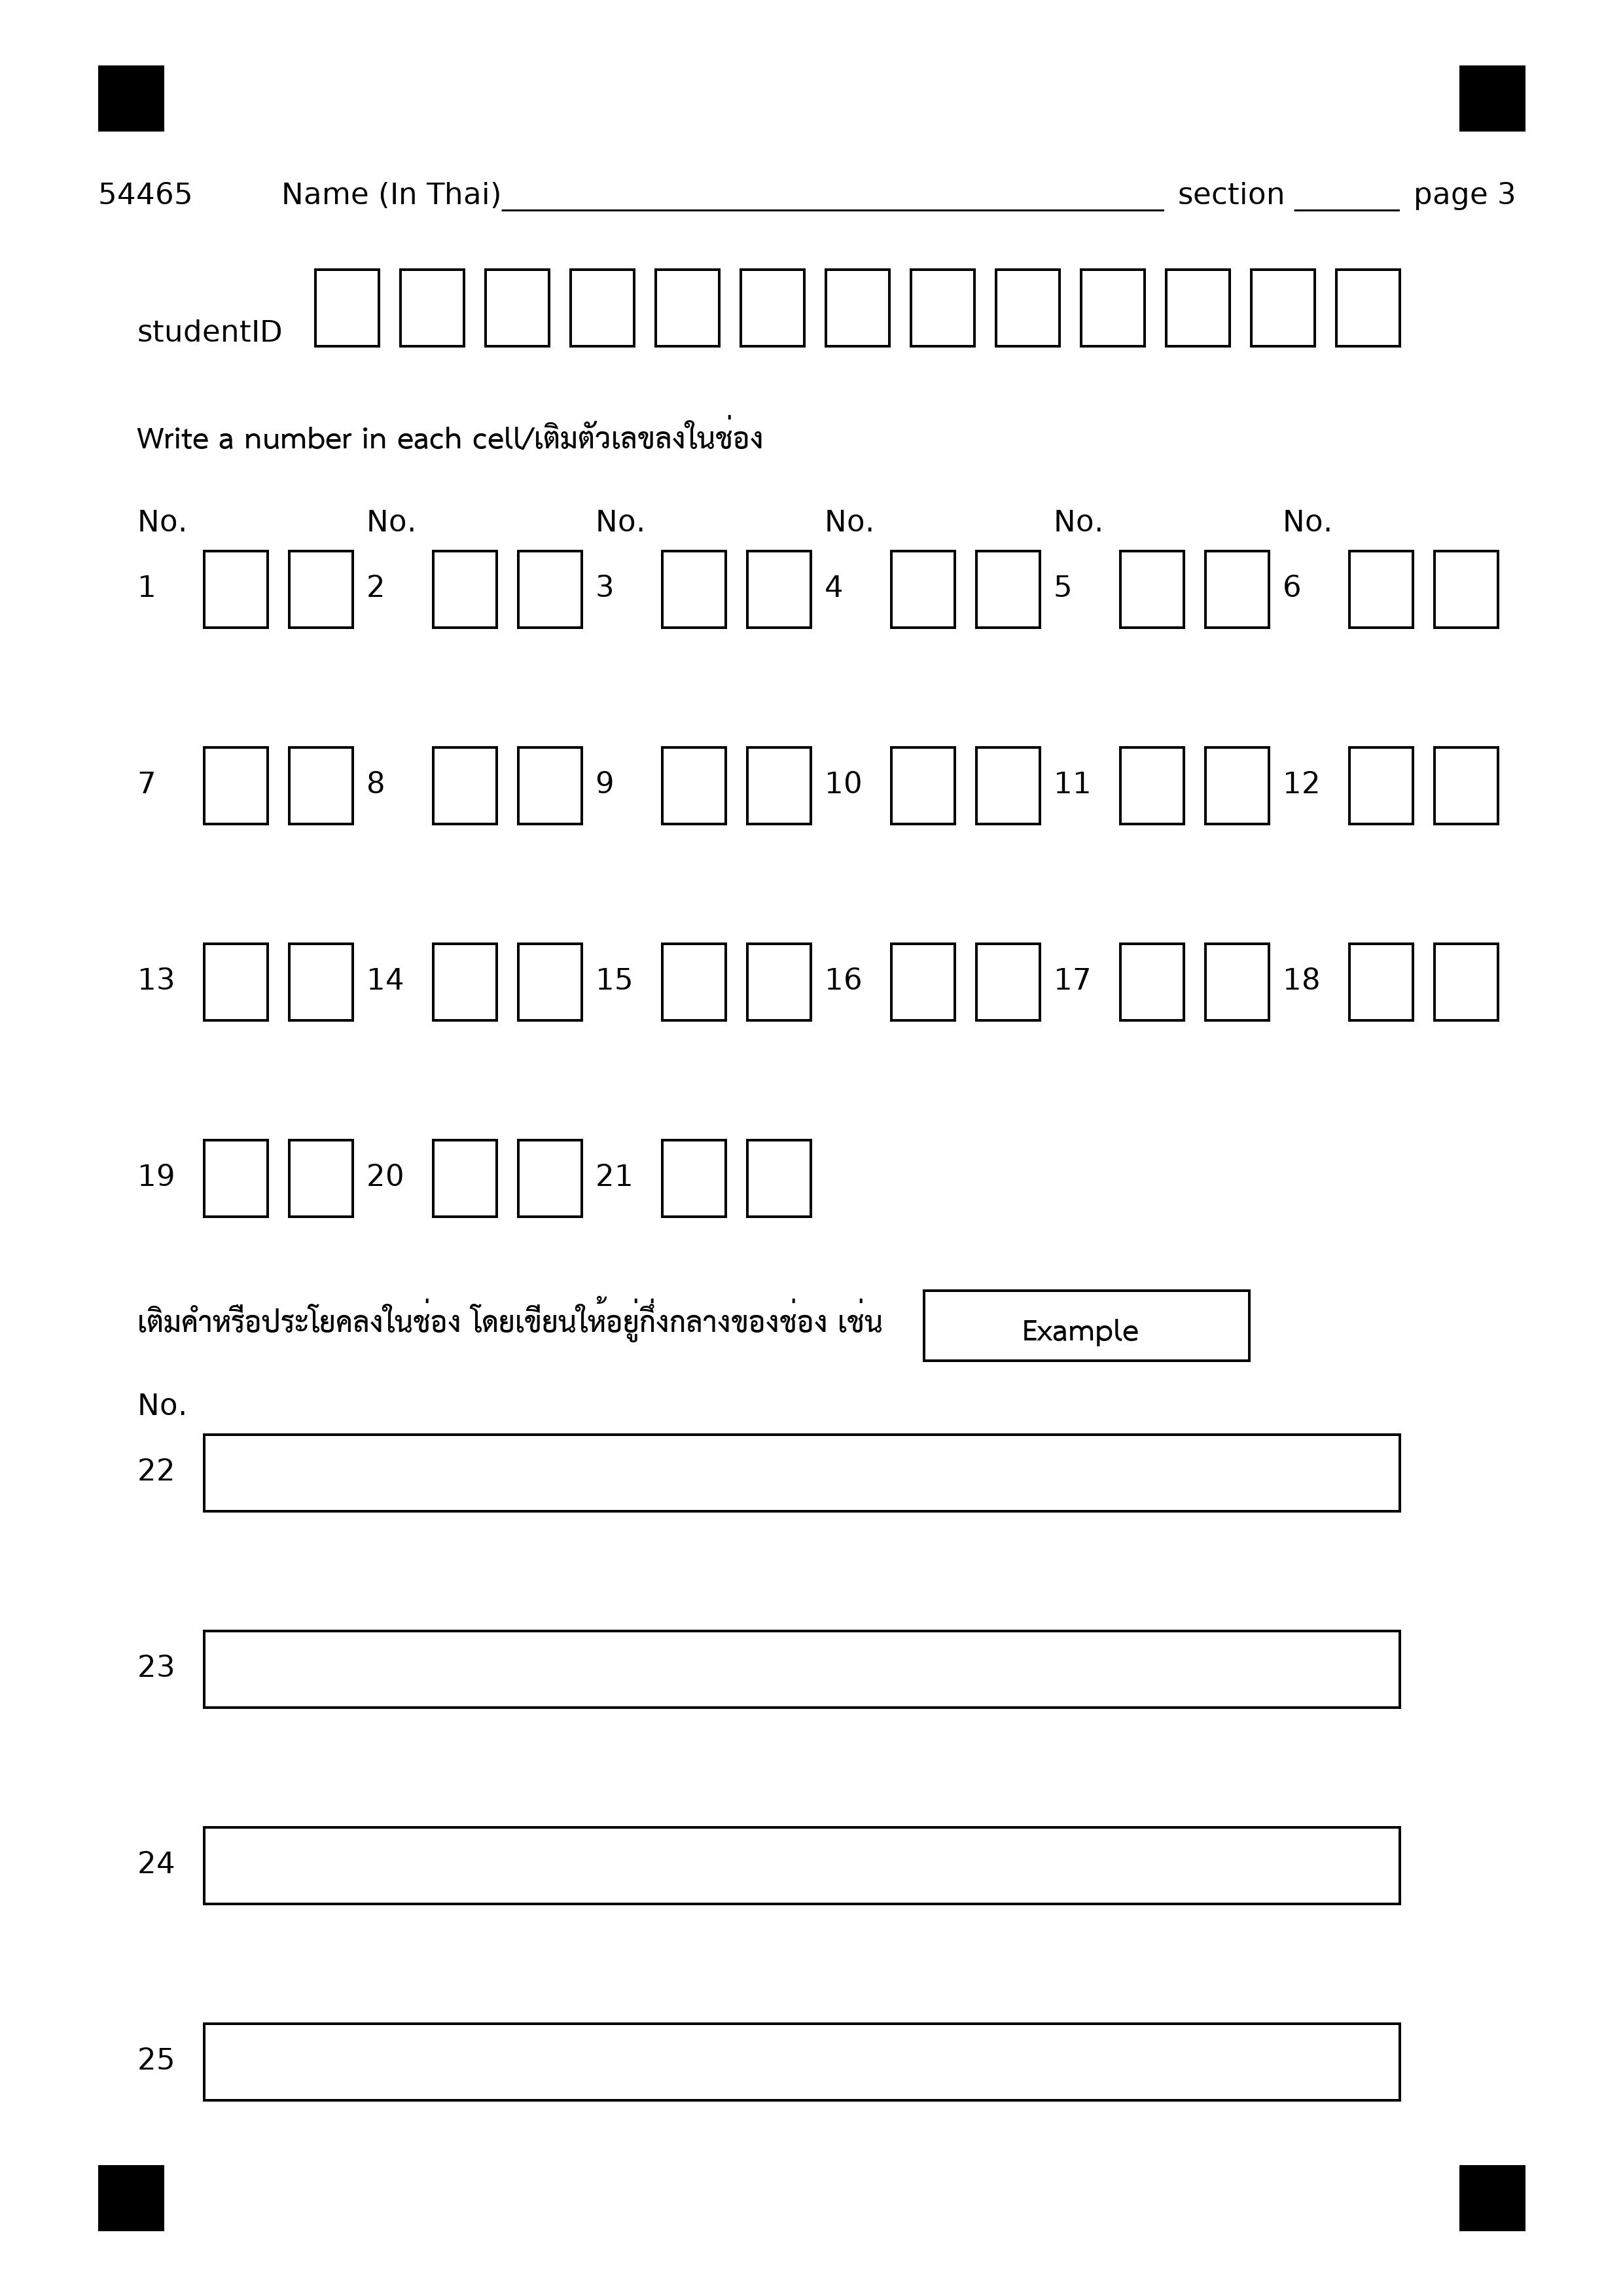 54465 Name (In Thai) section page 3
studentID
Write a number in each cell/เติมตัวเลขลงในช่อง
No. No. No. No. No. No.
1 2 3 4 5 6
7 8 9 10 11 12
13 14 15 16 17 18
19 20 21
เติมคำหรือประโยคลงในช่อง โดยเขียนให้อยู่กึ่งกลางของช่อง เช่น Example
No.
22
23
24
25